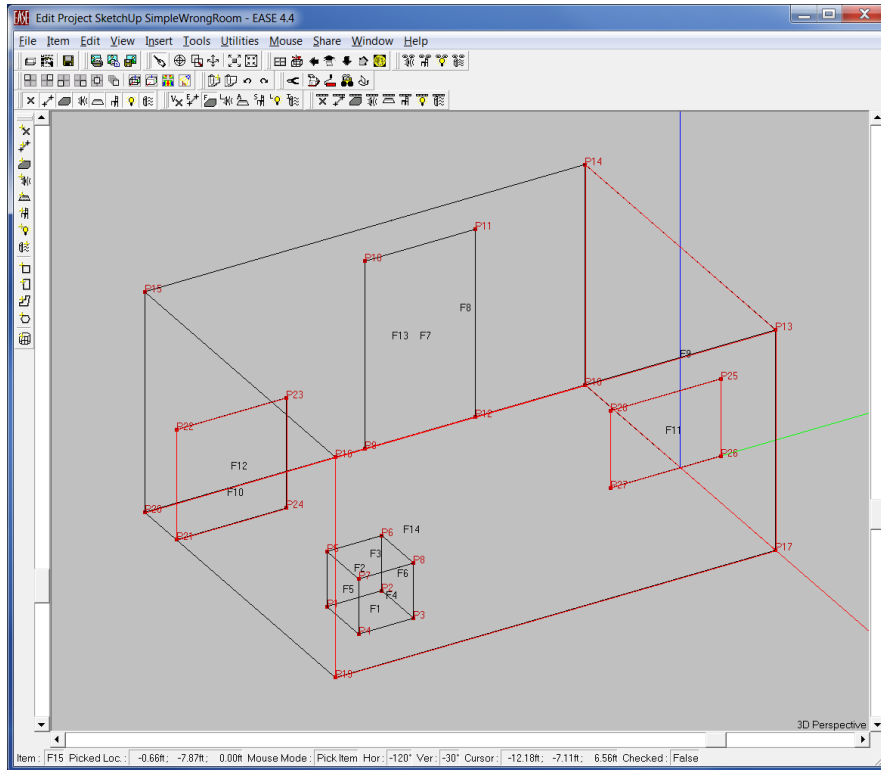 Edit Project SketchUp SimpleWrongRoom - EASE 4.4
File Item Edit View Insert Tools Utilities Mouse Share Window Help
P14
P11
P10
P15
F8
F13 F7
P13
F9
P18
P25
P23
P28
P22
F11
P12
P9
P16
P26
F12
F10
P27
P24
P20
P21
F14
P6
P5
F3
P17
P8
F2
P7
F6
F5
P2
F4
P1
F1
P3
P4
P19
3D Perspective
Item : F15 Picked Loc. : -0.66ft; -7.87ft; 0.00ft Mouse Mode : Pick Item Hor : -120° Ver : -30° Cursor : -12.18ft; -7.11ft; 6.56ft Checked : False